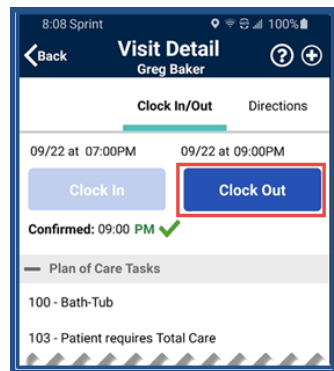 8:08 Sprint 100%
Back Visit Detail
Greg Baker
Clock In/Out Directions
09/22 at 07:00PM 09/22 at 09:00PM
Clock In Clock Out
Confirmed: 09:00 PM
Plan of Care Tasks
100 - Bath-Tub
103 - Patient requires Total Care